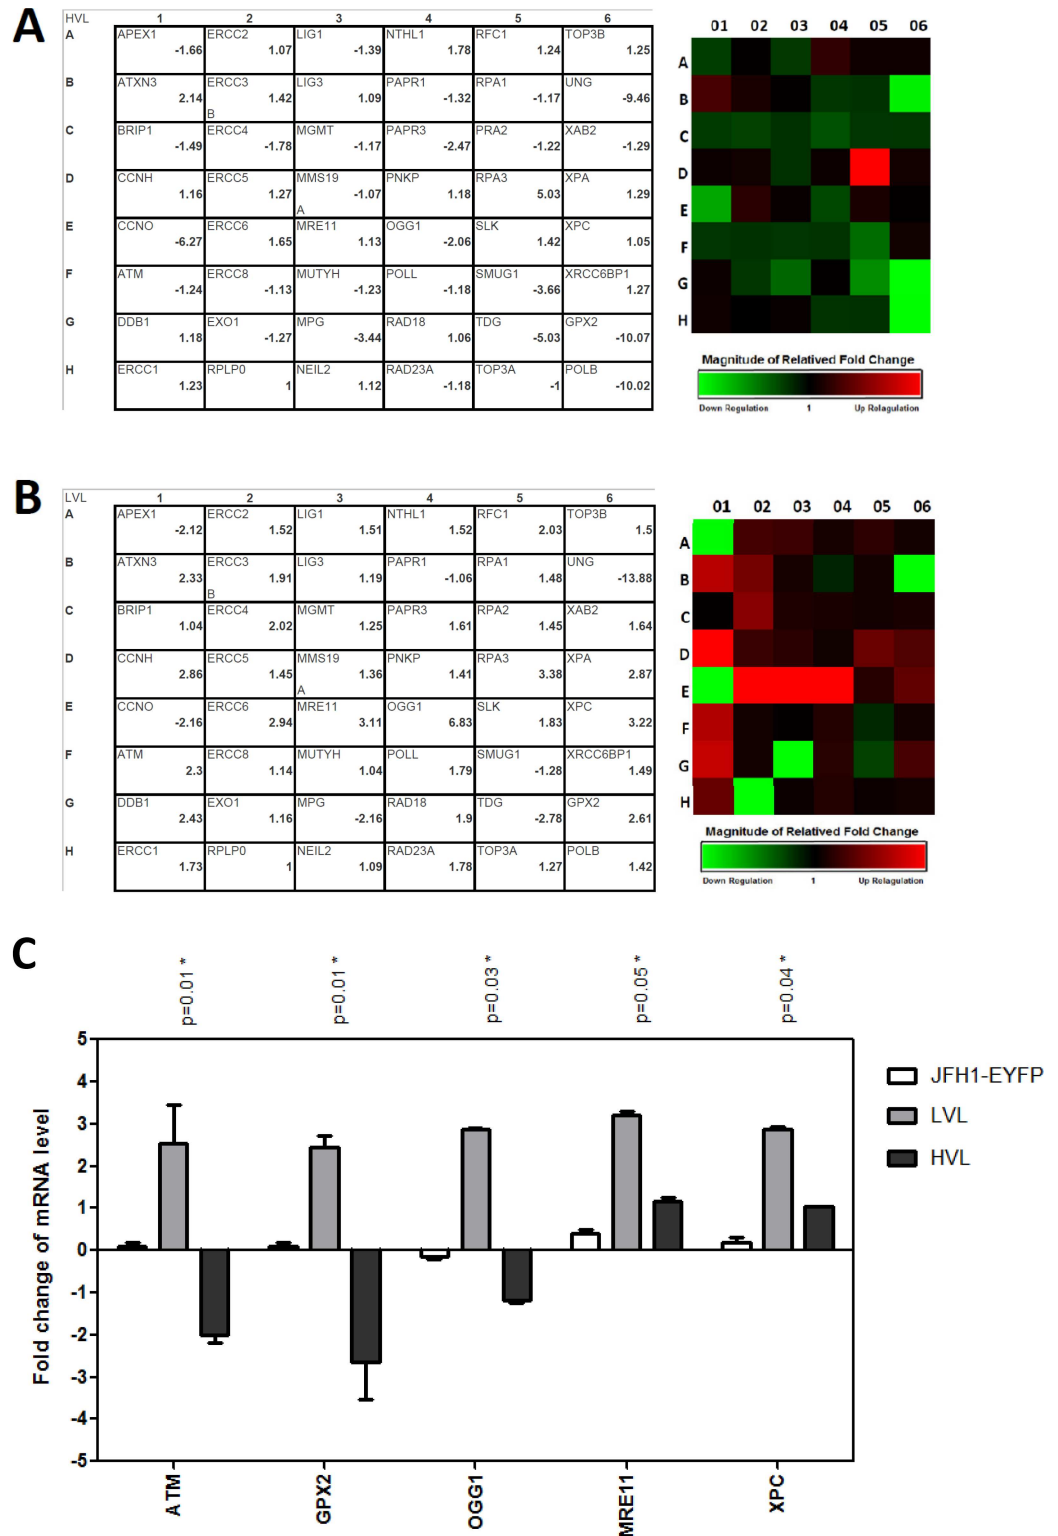 A
HVL 1 2 3 4 5 6
A APEX1 -1.66 ERCC2 1.07 LIG1 -1.39 NTHL1 1.78 RFC1 1.24 TOP3B 1.25
B ATXN3 2.14 ERCC3 B 1.42 LIG3 1.09 PAPR1 -1.32 RPA1 -1.17 UNG -9.46
C BRIP1 -1.49 ERCC4 -1.78 MGMT -1.17 PAPR3 -2.47 PRA2 -1.22 XAB2 -1.29
D CCNH 1.16 ERCC5 1.27 MMS19 A -1.07 PNKP 1.18 RPA3 5.03 XPA 1.29
E CCNO -6.27 ERCC6 1.65 MRE11 1.13 OGG1 -2.06 SLK 1.42 XPC 1.05
F ATM -1.24 ERCC8 -1.13 MUTYH -1.23 POLL -1.18 SMUG1 -3.66 XRCC6BP1 1.27
G DDB1 1.18 EXO1 -1.27 MPG -3.44 RAD18 1.06 TDG -5.03 GPX2 -10.07
H ERCC1 1.23 RPLP0 1 NEIL2 1.12 RAD23A -1.18 TOP3A -1 POLB -10.02
01 02 03 04 05 06
A
B
C
D
E
F
G
H
Magnitude of Relatived Fold Change
Down Rogulation 1 Up Rolagulation
B
LVL 1 2 3 4 5 6
A APEX1 -2.12 ERCC2 1.52 LIG1 1.51 NTHL1 1.52 RFC1 2.03 TOP3B 1.5
B ATXN3 2.33 ERCC3 B 1.91 LIG3 1.19 PAPR1 -1.06 RPA1 1.48 UNG -13.88
C BRIP1 1.04 ERCC4 2.02 MGMT 1.25 PAPR3 1.61 RPA2 1.45 XAB2 1.64
D CCNH 2.86 ERCC5 1.45 MMS19 A 1.36 PNKP 1.41 RPA3 3.38 XPA 2.87
E CCNO -2.16 ERCC6 2.94 MRE11 3.11 OGG1 6.83 SLK 1.83 XPC 3.22
F ATM 2.3 ERCC8 1.14 MUTYH 1.04 POLL 1.79 SMUG1 -1.28 XRCC6BP1 1.49
G DDB1 2.43 EXO1 1.16 MPG -2.16 RAD18 1.9 TDG -2.78 GPX2 2.61
H ERCC1 1.73 RPLP0 1 NEIL2 1.09 RAD23A 1.78 TOP3A 1.27 POLB 1.42
01 02 03 04 05 06
A
B
C
D
E
F
G
H
Magnitude of Relatived Fold Change
Down Rogulation 1 Up Rolagulation
C
p=0.01 * p=0.01 * p=0.03 * p=0.05 * p=0.04 *
Fold change of mRNA level
5
4
3
2
1
0
-1
-2
-3
-4
-5
ATM GPX2 OGG1 MRE11 XPC
JFH1-EYFP
LVL
HVL